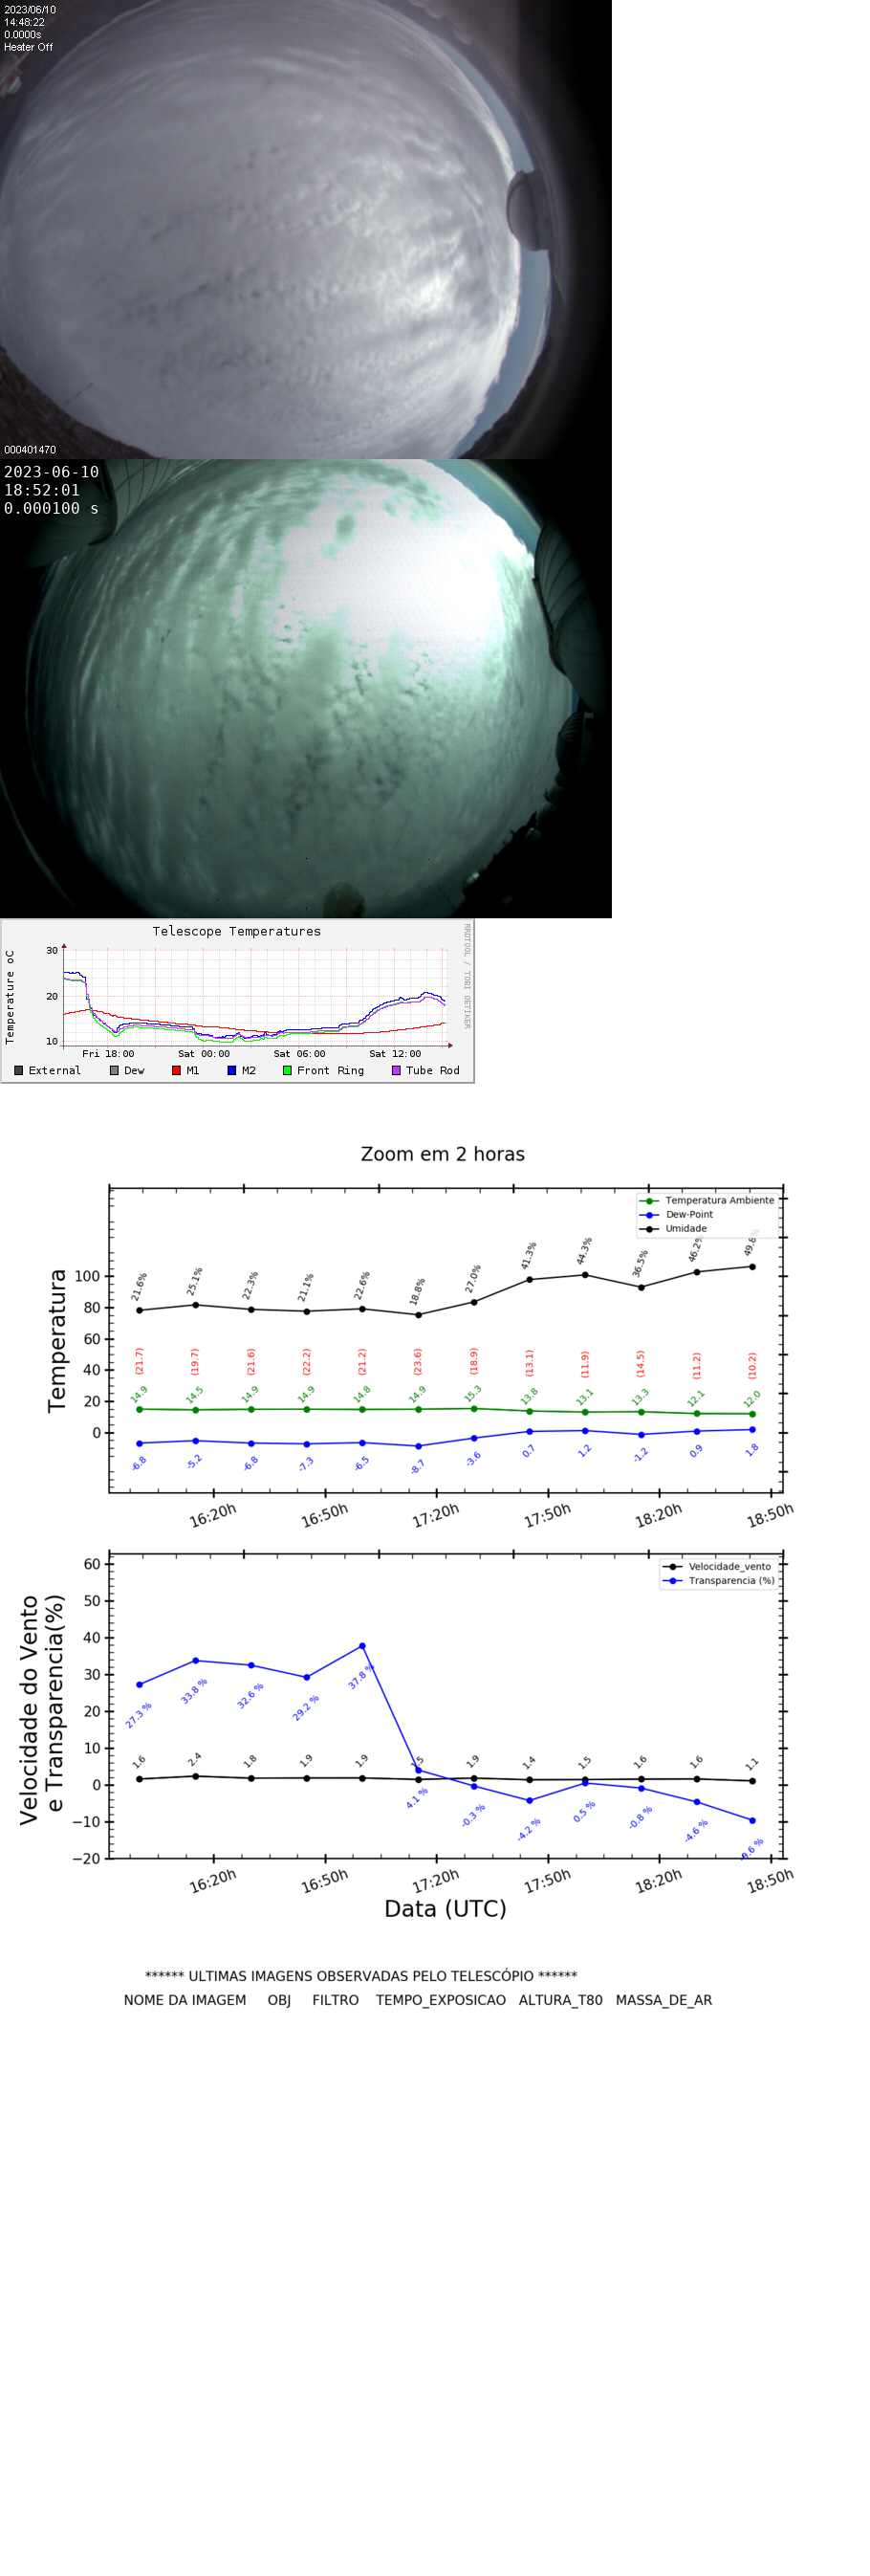 2023/06/10
14:48:22
0.0000s
Heater Off
000401470
2023-06-10
18:52:01
0.000100 s
Telescope Temperatures
RRDTOOL / TOBI OETIKER
Temperature oC
30
20
10
Fri 18:00 Sat 00:00 Sat 06:00 Sat 12:00
External Dew M1 M2 Front Ring Tube Rod
Zoom em 2 horas
Temperatura Ambiente
Dew-Point
Umidade
Temperatura
100
80
60
40
20
0
21.6% 25.1% 22.3% 21.1% 22.6% 18.8% 27.0% 41.3% 44.3% 36.5% 46.2% 49.8%
(21.7) (19.7) (21.6) (22.2) (21.2) (23.6) (18.9) (13.1) (11.9) (14.5) (11.2) (10.2)
14.9 14.5 14.9 14.9 14.8 14.9 15.3 13.8 13.1 13.3 12.1 12.0
-6.8 -5.2 -6.8 -7.3 -6.5 -8.7 -3.6 0.7 1.2 -1.2 0.9 1.8
16:20h 16:50h 17:20h 17:50h 18:20h 18:50h
Velocidade_vento
Transparencia (%)
Velocidade do Vento
e Transparencia(%)
60
50
40
30
20
10
0
−10
−20
27.3 % 33.8 % 32.6 % 29.2 % 37.8 % 4.1 % -0.3 % -4.2 % 0.5 % -0.8 % -4.6 % -9.6 %
1.6 2.4 1.8 1.9 1.9 1.5 1.9 1.4 1.5 1.6 1.6 1.1
16:20h 16:50h 17:20h 17:50h 18:20h 18:50h
Data (UTC)
****** ULTIMAS IMAGENS OBSERVADAS PELO TELESCÓPIO ******
NOME DA IMAGEM OBJ FILTRO TEMPO_EXPOSICAO ALTURA_T80 MASSA_DE_AR